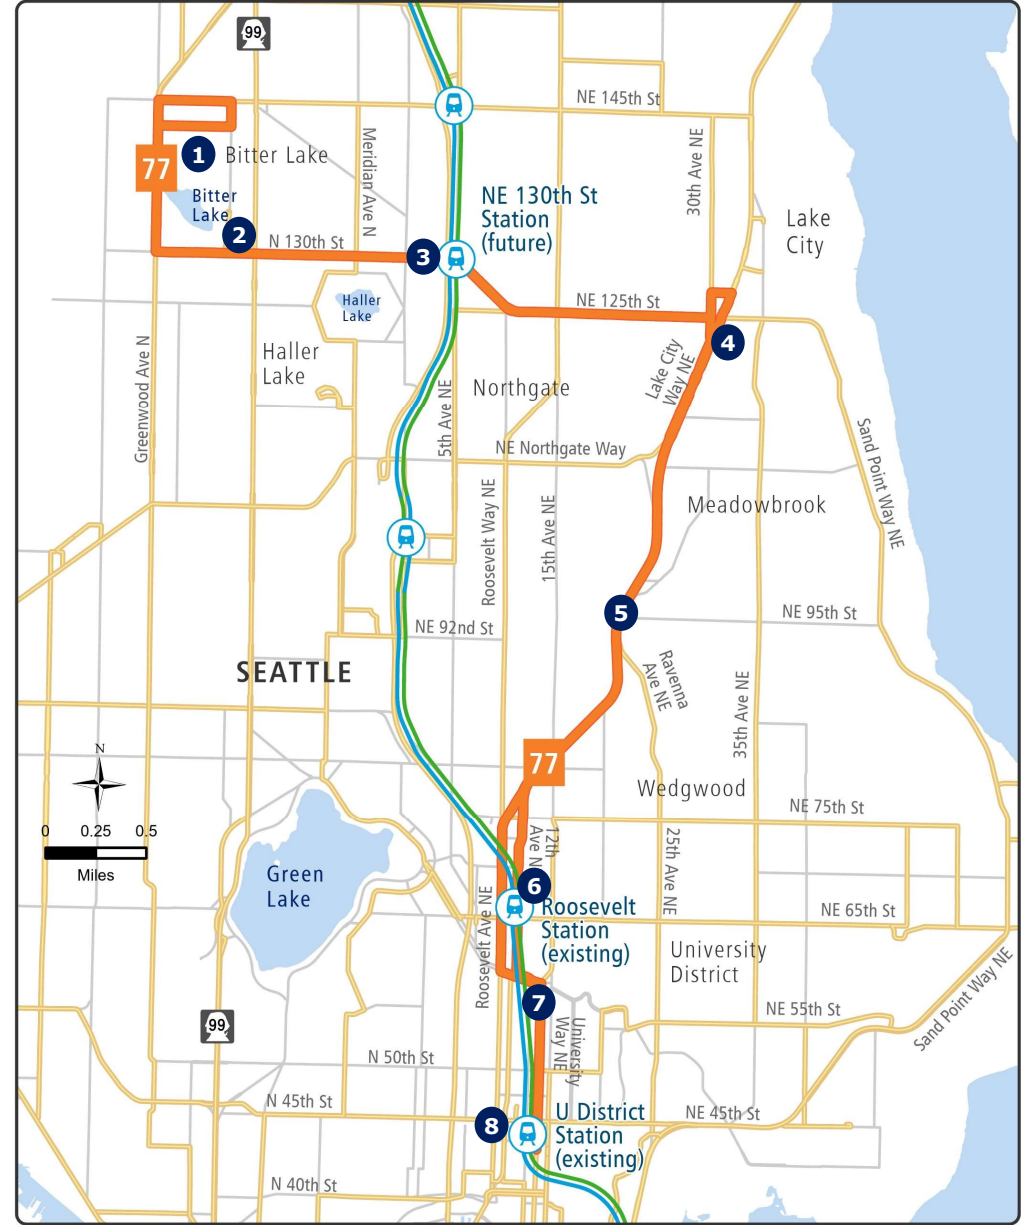 99
NE 145th St
77
1
Bitter Lake
Meridian Ave N
30th Ave NE
Bitter
Lake
NE 130th St
Station
(future)
Lake
City
2
N 130th St
3
Haller
Lake
NE 125th St
4
Greenwood Ave N
Haller
Lake
Lake City
Way NE
5th Ave NE
Northgate
NE Northgate Way
Sand Point Way NE
Roosevelt Way NE
15th Ave NE
Meadowbrook
5
NE 92nd St
NE 95th St
SEATTLE
Ravenna
Ave NE
35th Ave NE
N
77
Wedgwood
0 0.25 0.5
Miles
NE 75th St
12th
Ave N
25th Ave NE
Green
Lake
6
Roosevelt
Station
(existing)
Roosevelt Ave NE
NE 65th St
University
District
7
NE 55th St
Sand Point Way NE
99
University
Way NE
N 50th St
N 45th St
8
U District
Station
(existing)
NE 45th St
N 40th St